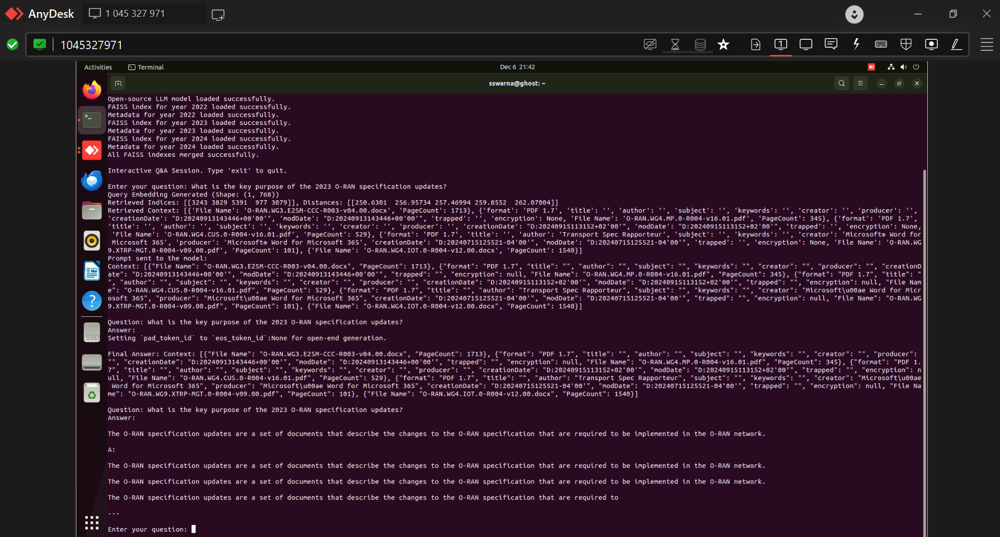 AnyDesk
1 045 327 971
1045327971
1
Activities
Terminal
Dec 6 21:42
sswarna@ghost: ~
Open-source LLM model loaded successfully.
FAISS index for year 2022 loaded successfully.
Metadata for year 2022 loaded successfully.
FAISS index for year 2023 loaded successfully.
Metadata for year 2023 loaded successfully.
FAISS index for year 2024 loaded successfully.
Metadata for year 2024 loaded successfully.
All FAISS indexes merged successfully.
Interactive Q&A Session. Type 'exit' to quit.
Enter your question: What is the key purpose of the 2023 O-RAN specification updates?
Query Embedding Generated (Shape: (1, 768))
Retrieved Indices: [[3243 3829 5391  977 3079]], Distances: [[250.6301  256.95734 257.46994 259.8552  262.07004]]
Retrieved Context: [{'File Name': 'O-RAN.WG3.E2SM-CCC-R003-v04.00.docx', 'PageCount': 1713}, {'format': 'PDF 1.7', 'title': '', 'author': '', 'subject': '', 'keywords': '', 'creator': '', 'producer': '',
'creationDate': "D:20240913143446+00'00'", 'modDate': "D:20240913143446+00'00'", 'trapped': '', 'encryption': None, 'File Name': 'O-RAN.WG4.MP.0-R004-v16.01.pdf', 'PageCount': 345}, {'format': 'PDF 1.7',
'title': '', 'author': '', 'subject': '', 'keywords': '', 'creator': '', 'producer': '', 'creationDate': "D:20240915113152+02'00'", 'modDate': "D:20240915113152+02'00'", 'trapped': '', 'encryption': None,
'File Name': 'O-RAN.WG4.CUS.0-R004-v16.01.pdf', 'PageCount': 529}, {'format': 'PDF 1.7', 'title': '', 'author': 'Transport Spec Rapporteur', 'subject': '', 'keywords': '', 'creator': 'Microsoft® Word for
Microsoft 365', 'producer': 'Microsoft® Word for Microsoft 365', 'creationDate': "D:20240715125521-04'00'", 'modDate': "D:20240715125521-04'00'", 'trapped': '', 'encryption': None, 'File Name': 'O-RAN.WG
9.XTRP-MGT.0-R004-v09.00.pdf', 'PageCount': 101}, {'File Name': 'O-RAN.WG4.IOT.0-R004-v12.00.docx', 'PageCount': 1540}]
Prompt sent to the model:
Context: [{"File Name": "O-RAN.WG3.E2SM-CCC-R003-v04.00.docx", "PageCount": 1713}, {"format": "PDF 1.7", "title": "", "author": "", "subject": "", "keywords": "", "creator": "", "producer": "", "creationD
ate": "D:20240913143446+00'00'", "modDate": "D:20240913143446+00'00'", "trapped": "", "encryption": null, "File Name": "O-RAN.WG4.MP.0-R004-v16.01.pdf", "PageCount": 345}, {"format": "PDF 1.7", "title": "
", "author": "", "subject": "", "keywords": "", "creator": "", "producer": "", "creationDate": "D:20240915113152+02'00'", "modDate": "D:20240915113152+02'00'", "trapped": "", "encryption": null, "File Nam
e": "O-RAN.WG4.CUS.0-R004-v16.01.pdf", "PageCount": 529}, {"format": "PDF 1.7", "title": "", "author": "Transport Spec Rapporteur", "subject": "", "keywords": "", "creator": "Microsoft\u00ae Word for Micr
osoft 365", "producer": "Microsoft\u00ae Word for Microsoft 365", "creationDate": "D:20240715125521-04'00'", "modDate": "D:20240715125521-04'00'", "trapped": "", "encryption": null, "File Name": "O-RAN.WG
9.XTRP-MGT.0-R004-v09.00.pdf", "PageCount": 101}, {"File Name": "O-RAN.WG4.IOT.0-R004-v12.00.docx", "PageCount": 1540}]
Question: What is the key purpose of the 2023 O-RAN specification updates?
Answer:
Setting `pad_token_id` to `eos_token_id`:None for open-end generation.
Final Answer: Context: [{"File Name": "O-RAN.WG3.E2SM-CCC-R003-v04.00.docx", "PageCount": 1713}, {"format": "PDF 1.7", "title": "", "author": "", "subject": "", "keywords": "", "creator": "", "producer":
"", "creationDate": "D:20240913143446+00'00'", "modDate": "D:20240913143446+00'00'", "trapped": "", "encryption": null, "File Name": "O-RAN.WG4.MP.0-R004-v16.01.pdf", "PageCount": 345}, {"format": "PDF 1.
7", "title": "", "author": "", "subject": "", "keywords": "", "creator": "", "producer": "", "creationDate": "D:20240915113152+02'00'", "modDate": "D:20240915113152+02'00'", "trapped": "", "encryption": n
ull, "File Name": "O-RAN.WG4.CUS.0-R004-v16.01.pdf", "PageCount": 529}, {"format": "PDF 1.7", "title": "", "author": "Transport Spec Rapporteur", "subject": "", "keywords": "", "creator": "Microsoft\u00ae
Word for Microsoft 365", "producer": "Microsoft\u00ae Word for Microsoft 365", "creationDate": "D:20240715125521-04'00'", "modDate": "D:20240715125521-04'00'", "trapped": "", "encryption": null, "File Na
me": "O-RAN.WG9.XTRP-MGT.0-R004-v09.00.pdf", "PageCount": 101}, {"File Name": "O-RAN.WG4.IOT.0-R004-v12.00.docx", "PageCount": 1540}]
Question: What is the key purpose of the 2023 O-RAN specification updates?
Answer:
The O-RAN specification updates are a set of documents that describe the changes to the O-RAN specification that are required to be implemented in the O-RAN network.
A:
The O-RAN specification updates are a set of documents that describe the changes to the O-RAN specification that are required to be implemented in the O-RAN network.
The O-RAN specification updates are a set of documents that describe the changes to the O-RAN specification that are required to be implemented in the O-RAN network.
The O-RAN specification updates are a set of documents that describe the changes to the O-RAN specification that are required to
---
Enter your question:
SSD